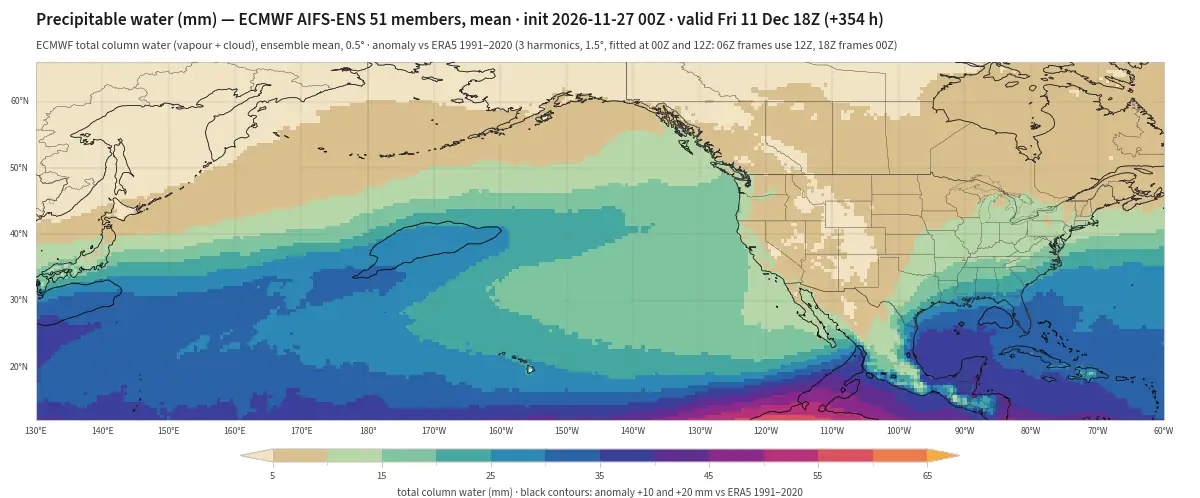 Precipitable water (mm) — ECMWF AIFS-ENS 51 members, mean · init 2026-11-27 00Z · valid Fri 11 Dec 18Z (+354 h)
ECMWF total column water (vapour + cloud), ensemble mean, 0.5° · anomaly vs ERA5 1991–2020 (3 harmonics, 1.5°, fitted at 00Z and 12Z: 06Z frames use 12Z, 18Z frames 00Z)
60°N
50°N
40°N
30°N
20°N
130°E 140°E 150°E 160°E 170°E 180° 170°W 160°W 150°W 140°W 130°W 120°W 110°W 100°W 90°W 80°W 70°W 60°W
5 15 25 35 45 55 65
total column water (mm) · black contours: anomaly +10 and +20 mm vs ERA5 1991–2020